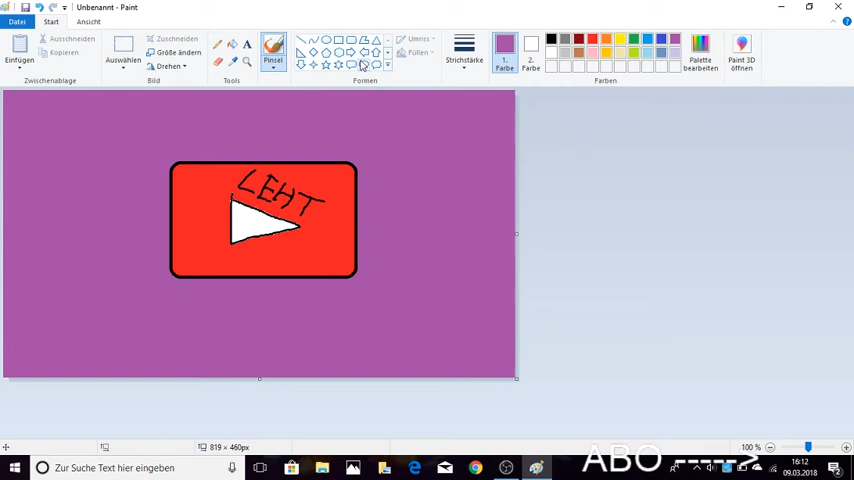 Unbenannt - Paint
Datei Start Ansicht
Einfügen
Ausschneiden
Kopieren
Zwischenablage
Auswählen
Zuschneiden
Größe ändern
Drehen
Bild
A
Tools
Pinsel
Umriss
Füllen
Formen
Strichstärke
1. Farbe
2. Farbe
Farben
Palette bearbeiten
Paint 3D öffnen
LEHT
819 × 460px
100 %
ABO ----->
Zur Suche Text hier eingeben
16:12
09.03.2018
2